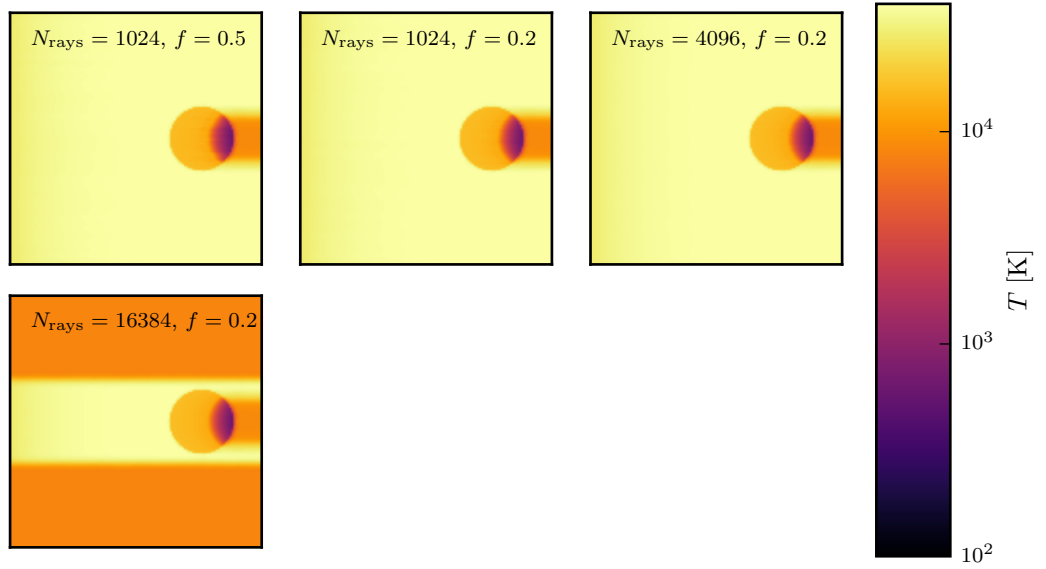 N_rays = 1024, f = 0.5
N_rays = 1024, f = 0.2
N_rays = 4096, f = 0.2
N_rays = 16384, f = 0.2
10^4
10^3
10^2
T [K]